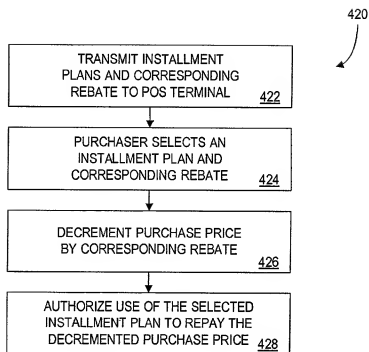 420
TRANSMIT INSTALLMENT
PLANS AND CORRESPONDING
REBATE TO POS TERMINAL 422
PURCHASER SELECTS AN
INSTALLMENT PLAN AND
CORRESPONDING REBATE 424
DECREMENT PURCHASE PRICE
BY CORRESPONDING REBATE 426
AUTHORIZE USE OF THE SELECTED
INSTALLMENT PLAN TO REPAY THE
DECREMENTED PURCHASE PRICE 428